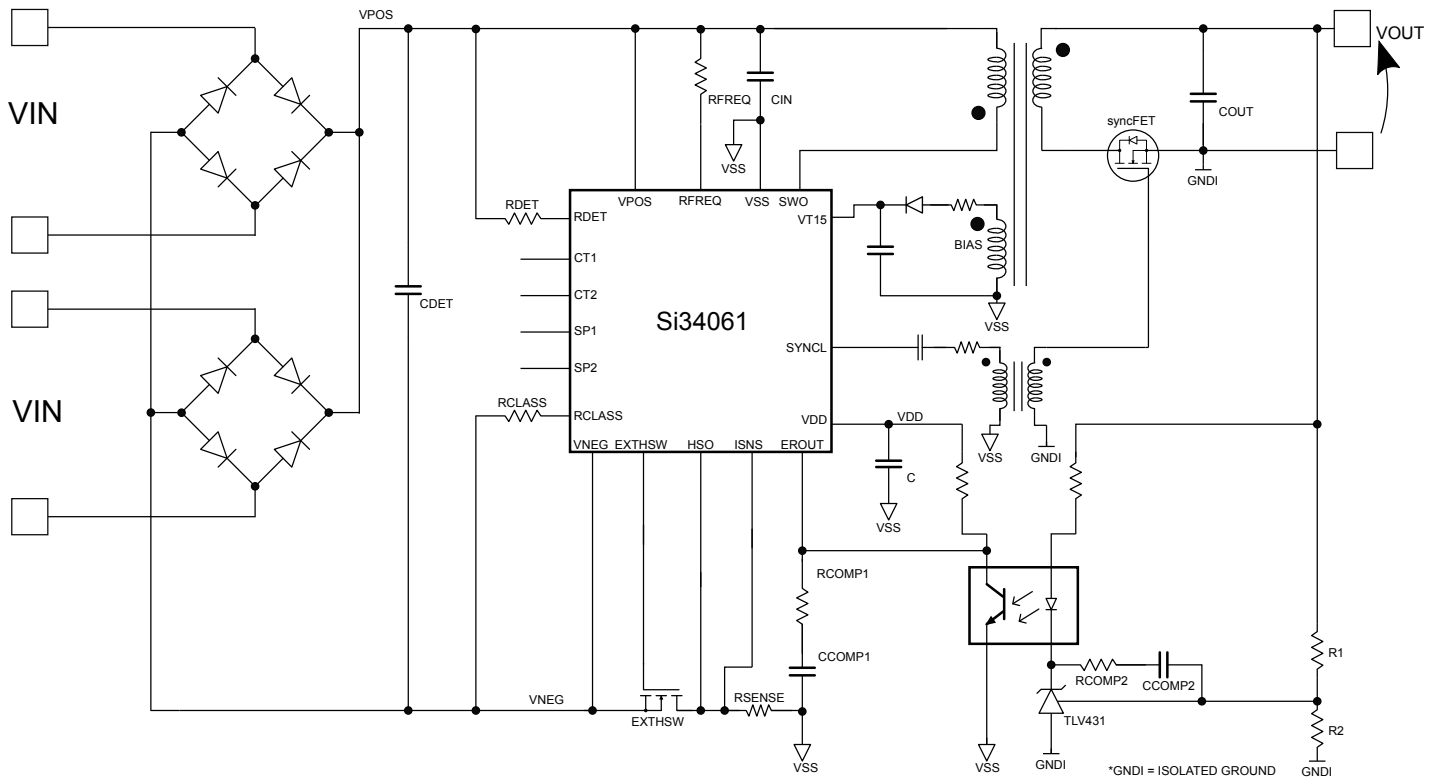 VPOS
VOUT
VIN
RFREQ
CIN
COUT
syncFET
VSS
GNDI
RDET
RDET
VPOS
RFREQ
VSS
SWO
VT15
BIAS
CT1
CT2
CDET
SP1
SP2
Si34061
SYNCL
VSS
VIN
RCLASS
RCLASS
VDD
VDD
VSS
GNDI
VNEG
EXTHSW
HSO
ISNS
EROUT
C
VSS
RCOMP1
R1
CCOMP1
RCOMP2
CCOMP2
VNEG
RSENSE
EXTHSW
TLV431
R2
VSS
VSS
GNDI
*GNDI = ISOLATED GROUND
GNDI